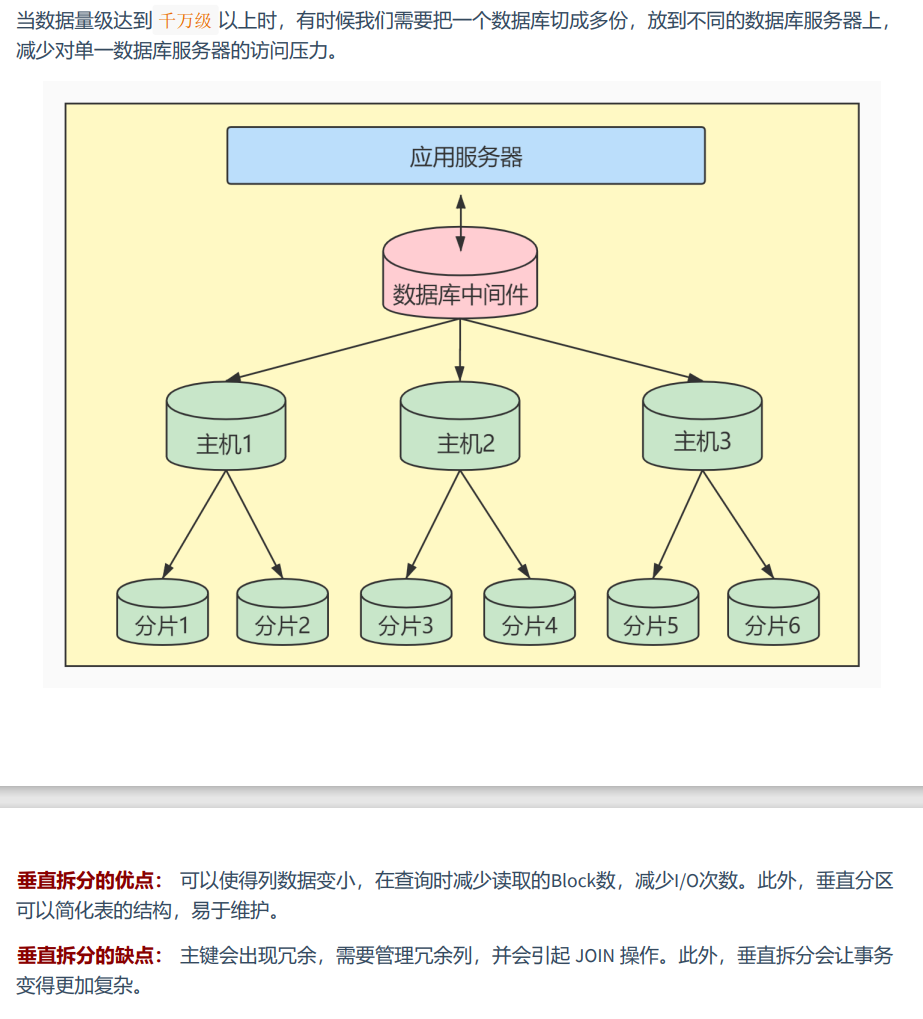 当数据量级达到 千万级 以上时，有时候我们需要把一个数据库切成多份，放到不同的数据库服务器上，
减少对单一数据库服务器的访问压力。
应用服务器
数据库中间件
主机1
主机2
主机3
分片1
分片2
分片3
分片4
分片5
分片6
垂直拆分的优点： 可以使得列数据变小，在查询时减少读取的Block数，减少I/O次数。此外，垂直分区
可以简化表的结构，易于维护。
垂直拆分的缺点： 主键会出现冗余，需要管理冗余列，并会引起 JOIN 操作。此外，垂直拆分会让事务
变得更加复杂。